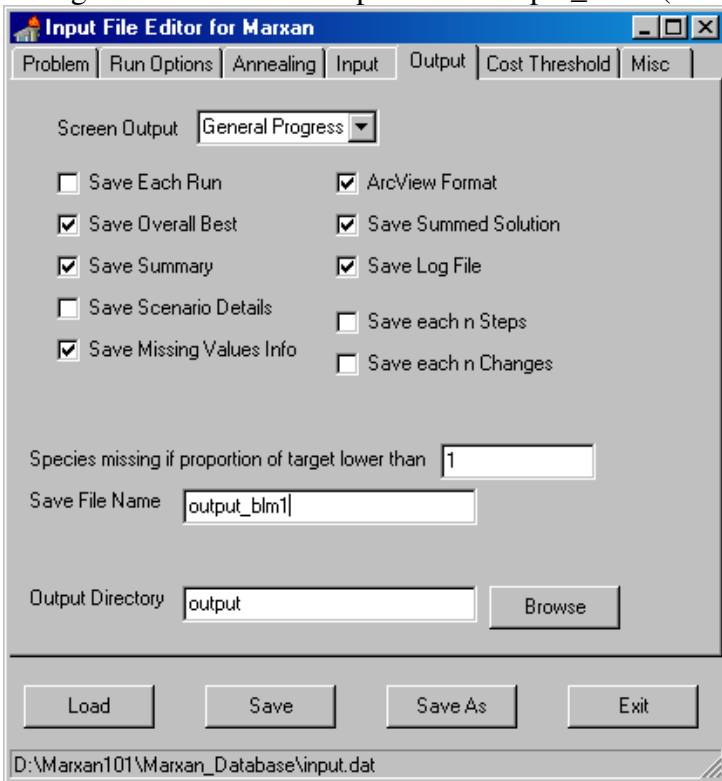 Input File Editor for Marxan
Problem Run Options Annealing Input Output Cost Threshold Misc
Screen Output General Progress
Save Each Run ArcView Format
Save Overall Best Save Summed Solution
Save Summary Save Log File
Save Scenario Details
Save each n Steps
Save Missing Values Info
Save each n Changes
Species missing if proportion of target lower than 1
Save File Name output_blm1
Output Directory output Browse
Load Save Save As Exit
D:\Marxan101\Marxan_Database\input.dat